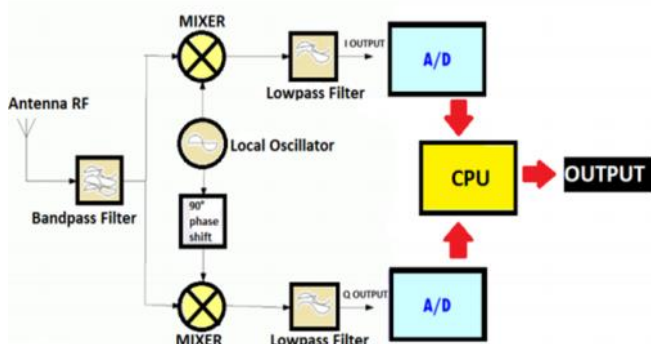 MIXER
I OUTPUT
A/D
Lowpass Filter
Antenna RF
Local Oscillator
CPU
OUTPUT
Bandpass Filter
90°
phase
shift
Q OUTPUT
A/D
MIXER
Lowpass Filter